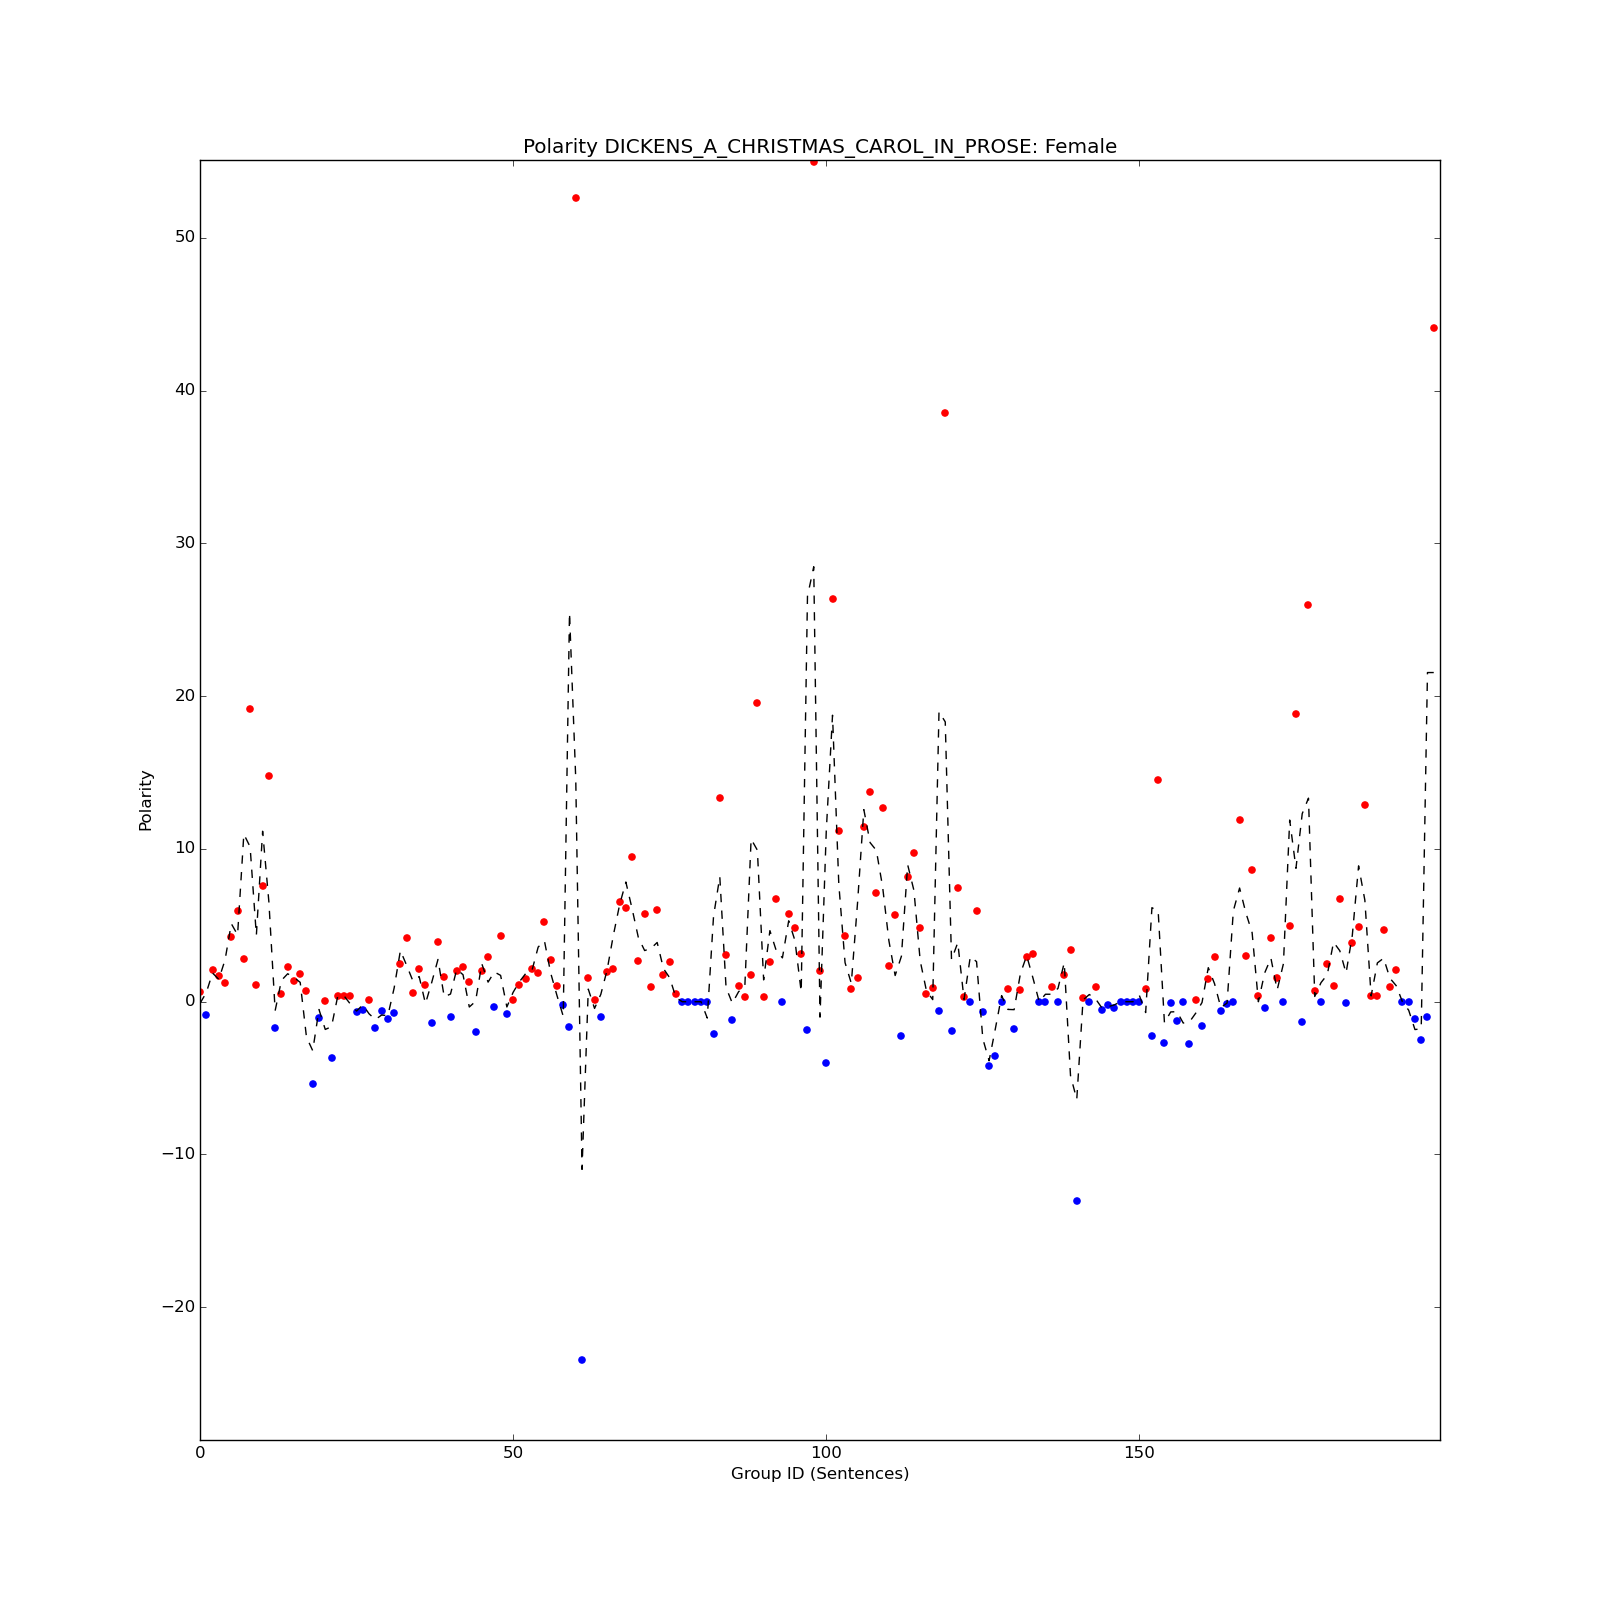 Polarity DICKENS_A_CHRISTMAS_CAROL_IN_PROSE: Female
50
40
30
20
10
0
−10
−20
Polarity
0 50 100 150
Group ID (Sentences)